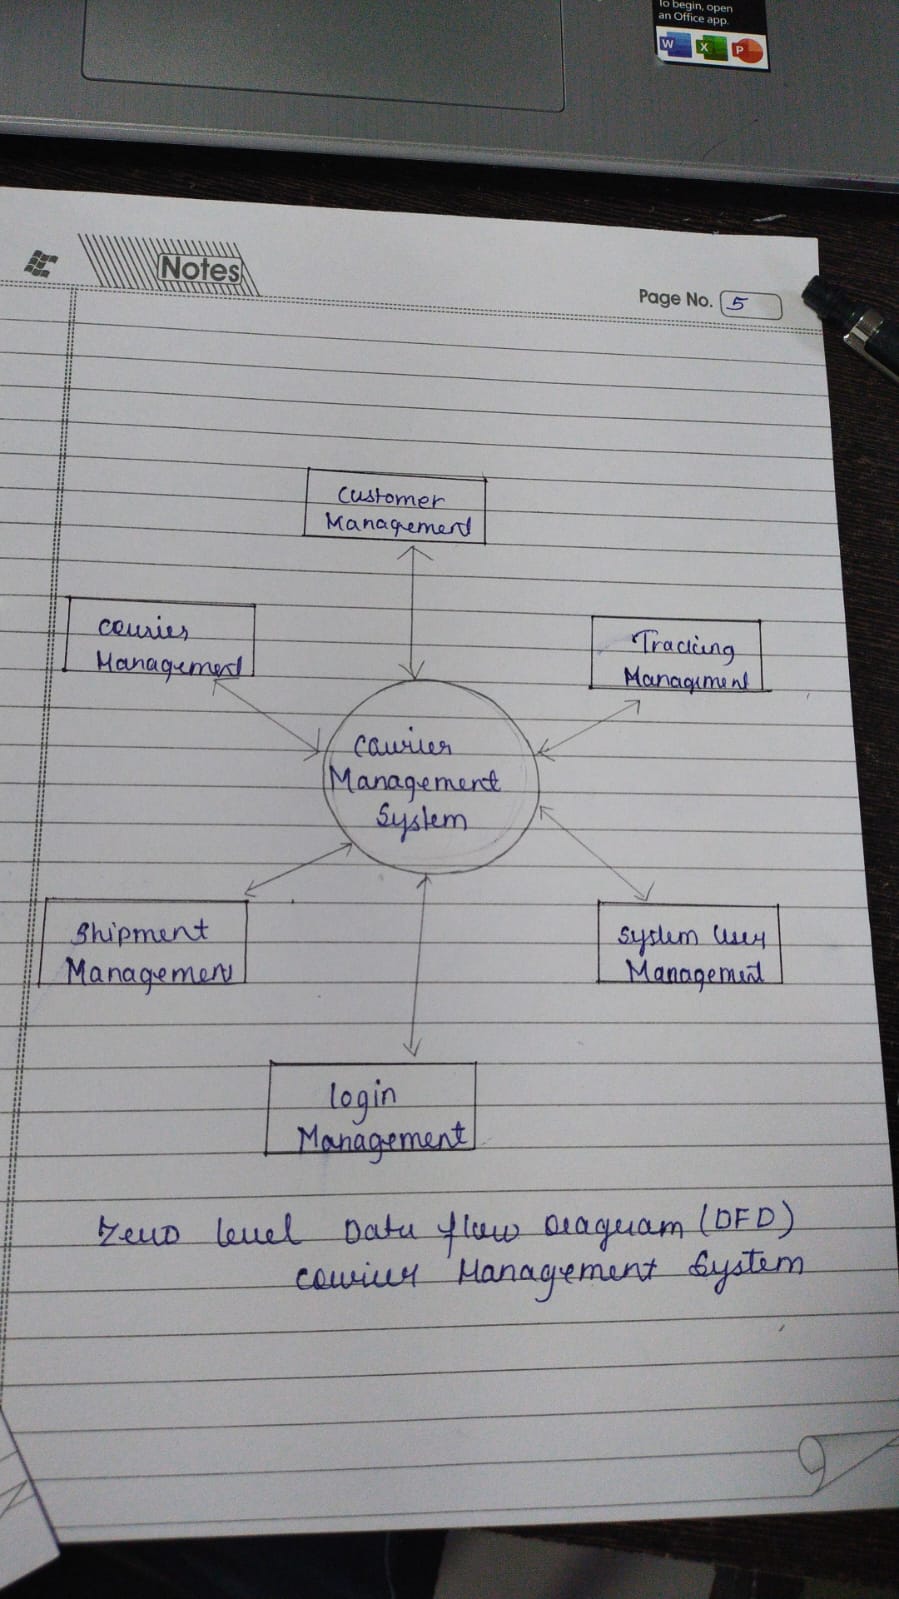 To begin, open
an Office app.
W X P
Notes
Page No. 5
Customer
Management
Courier
Management
Tracking
Management
Courier
Management
System
Shipment
Management
System User
Management
Login
Management
Zero level Data flow Diagram (DFD)
Courier Management System